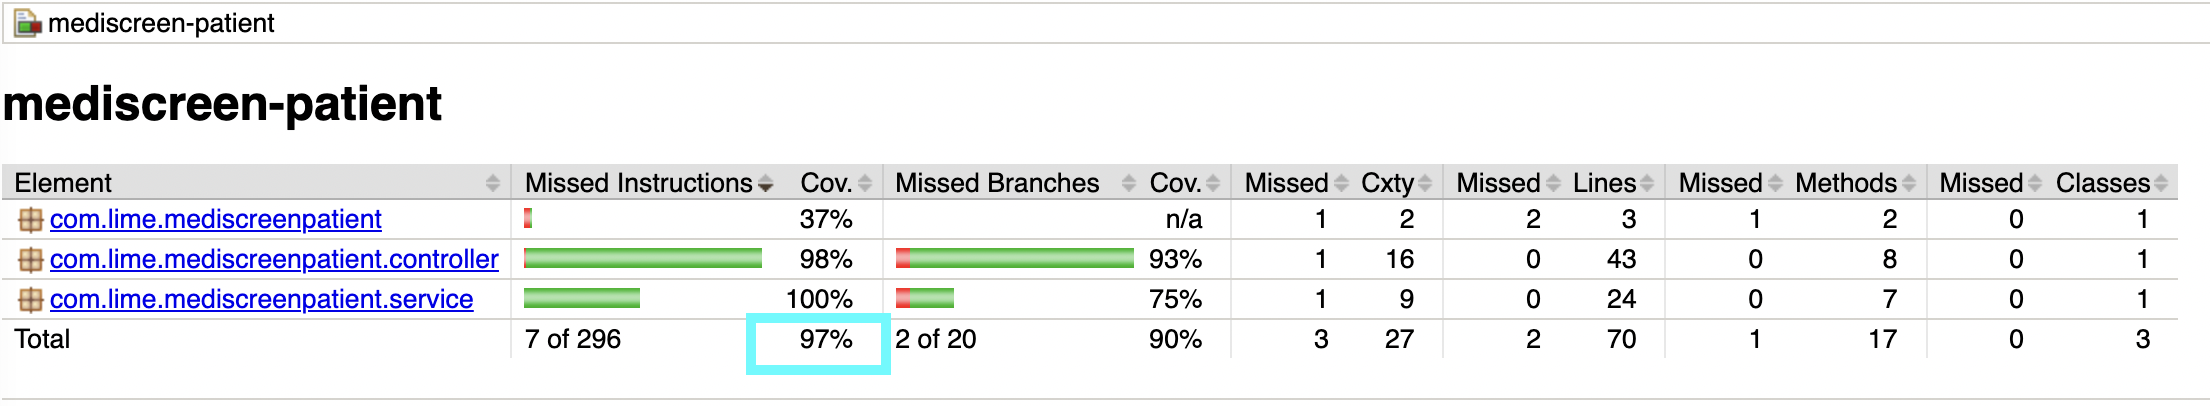 mediscreen-patient
mediscreen-patient
Element Missed Instructions Cov. Missed Branches Cov. Missed Cxty Missed Lines Missed Methods Missed Classes
com.lime.mediscreenpatient 37% n/a 1 2 2 3 1 2 0 1
com.lime.mediscreenpatient.controller 98% 93% 1 16 0 43 0 8 0 1
com.lime.mediscreenpatient.service 100% 75% 1 9 0 24 0 7 0 1
Total 7 of 296 97% 2 of 20 90% 3 27 2 70 1 17 0 3